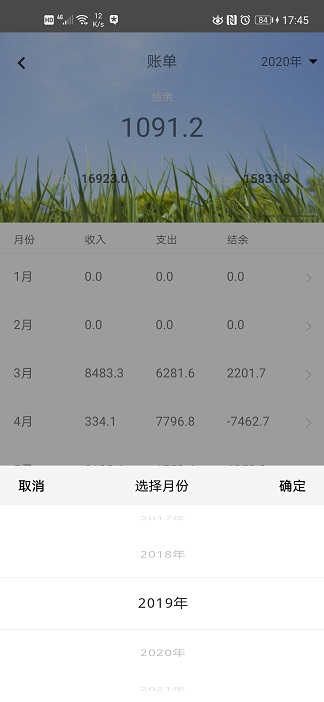 HD 4G 12 K/s 84 17:45
账单 2020年
结余
1091.2
16923.0 15831.8
月份 收入 支出 结余
1月 0.0 0.0 0.0
2月 0.0 0.0 0.0
3月 8483.3 6281.6 2201.7
4月 334.1 7796.8 -7462.7
取消 选择月份 确定
2017年
2018年
2019年
2020年
2021年